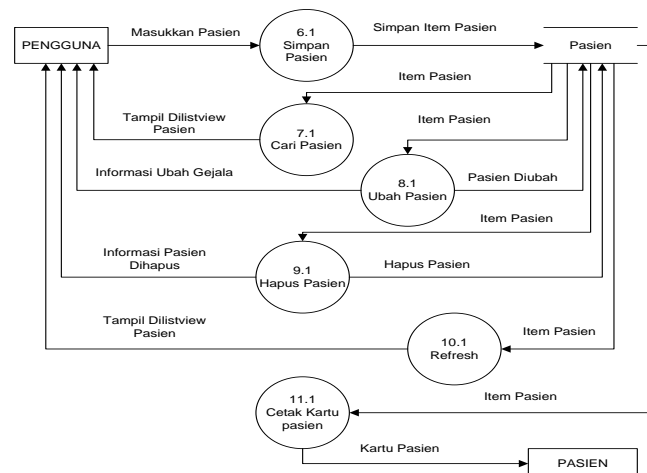 Masukkan Pasien
6.1
Simpan
Pasien
Simpan Item Pasien
PENGGUNA
Pasien
Item Pasien
Tampil Dilistview
Pasien
7.1
Cari Pasien
Item Pasien
Informasi Ubah Gejala
8.1
Ubah Pasien
Pasien Diubah
Item Pasien
Informasi Pasien
Dihapus
9.1
Hapus Pasien
Hapus Pasien
Tampil Dilistview
Pasien
10.1
Refresh
Item Pasien
11.1
Cetak Kartu
pasien
Item Pasien
Kartu Pasien
PASIEN